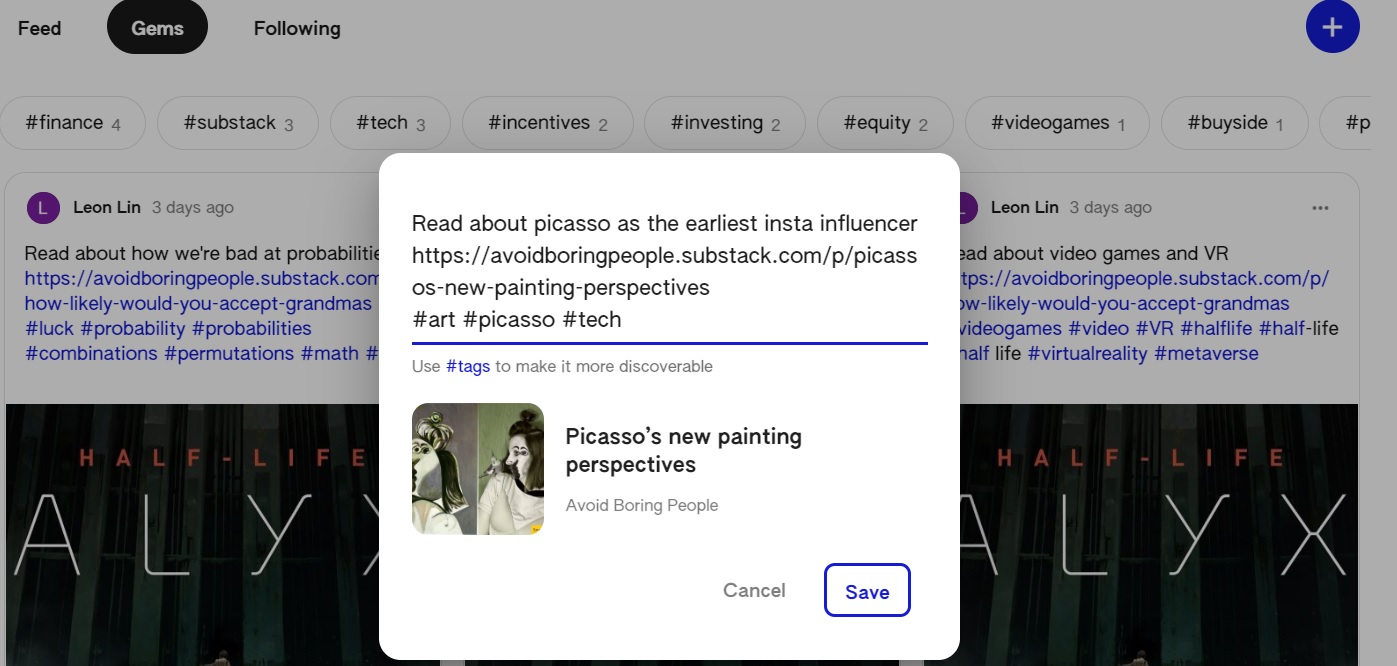 Feed
Gems
Following
+
#finance 4
#substack 3
#tech 3
#incentives 2
#investing 2
#equity 2
#videogames 1
#buyside 1
#p
L
Leon Lin 3 days ago
Read about how we're bad at
https://avoidboringpeople.substack.com
how-likely-would-you-accept-grandmas
#luck #probability #probabilities
#combinations #permutations #math #
HALF-LIFE
ALY
Read about picasso as the earliest insta influencer
https://avoidboringpeople.substack.com/p/picass
os-new-painting-perspectives
#art #picasso #tech
Use #tags to make it more discoverable
Picasso’s new painting
perspectives
Avoid Boring People
Cancel
Save
Leon Lin 3 days ago
ead about video games and VR
tps://avoidboringpeople.substack.com/p/
ow-likely-would-you-accept-grandmas
videogames #video #VR #halflife #half-life
half life #virtualreality #metaverse
HALF-LIFE
ALYX